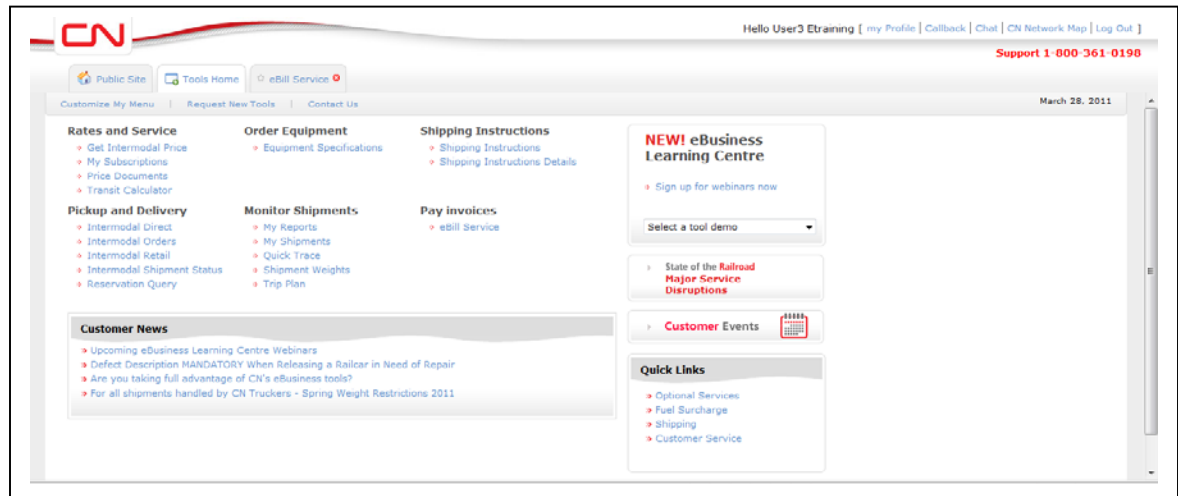 CN
Hello User3 Etraining [ my Profile | Callback | Chat | CN Network Map | Log Out ]
Support 1-800-361-0198
Public Site
Tools Home
eBill Service
Customize My Menu | Request New Tools | Contact Us
March 28, 2011
Rates and Service
Get Intermodal Price
My Subscriptions
Price Documents
Transit Calculator
Order Equipment
Equipment Specifications
Shipping Instructions
Shipping Instructions
Shipping Instructions Details
Pickup and Delivery
Intermodal Direct
Intermodal Orders
Intermodal Retail
Intermodal Shipment Status
Reservation Query
Monitor Shipments
My Reports
My Shipments
Quick Trace
Shipment Weights
Trip Plan
Pay invoices
eBill Service
Customer News
Upcoming eBusiness Learning Centre Webinars
Defect Description MANDATORY When Releasing a Railcar in Need of Repair
Are you taking full advantage of CN's eBusiness tools?
For all shipments handled by CN Truckers - Spring Weight Restrictions 2011
NEW! eBusiness
Learning Centre
Sign up for webinars now
Select a tool demo
State of the Railroad
Major Service
Disruptions
Customer Events
Quick Links
Optional Services
Fuel Surcharge
Shipping
Customer Service